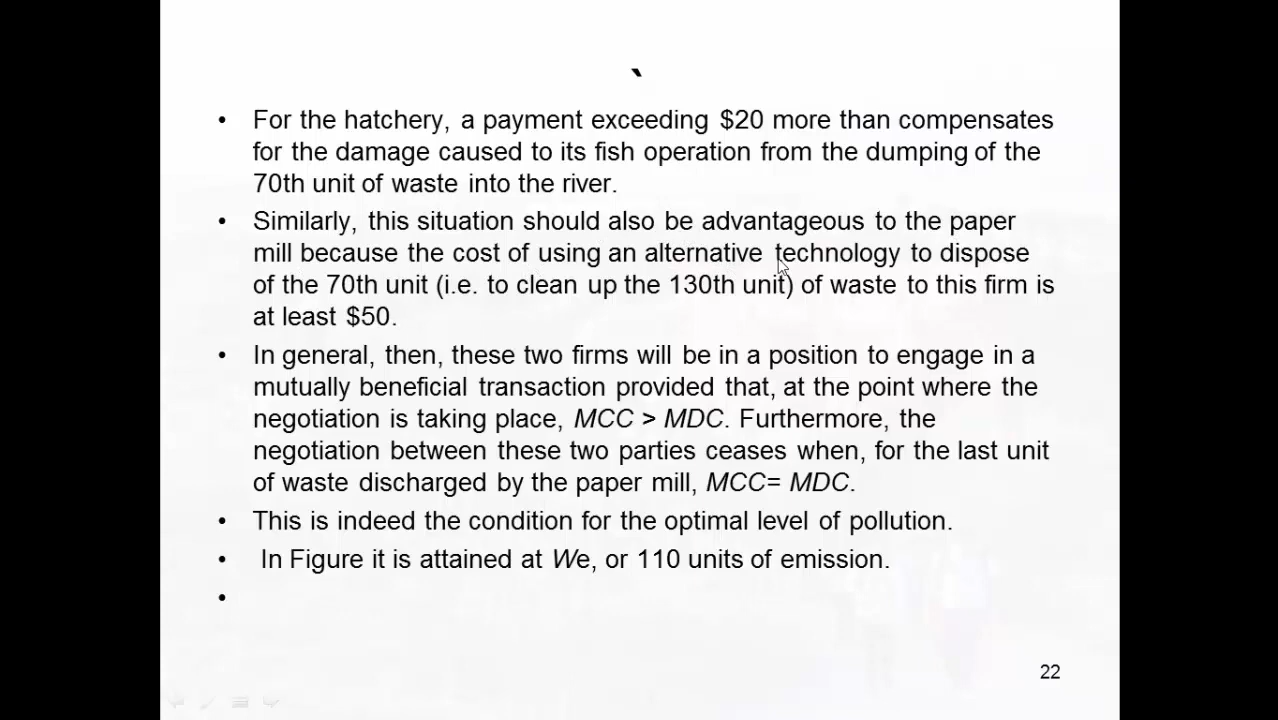 `
• For the hatchery, a payment exceeding $20 more than compensates
for the damage caused to its fish operation from the dumping of the
70th unit of waste into the river.
• Similarly, this situation should also be advantageous to the paper
mill because the cost of using an alternative technology to dispose
of the 70th unit (i.e. to clean up the 130th unit) of waste to this firm is
at least $50.
• In general, then, these two firms will be in a position to engage in a
mutually beneficial transaction provided that, at the point where the
negotiation is taking place, MCC > MDC. Furthermore, the
negotiation between these two parties ceases when, for the last unit
of waste discharged by the paper mill, MCC= MDC.
• This is indeed the condition for the optimal level of pollution.
• In Figure it is attained at We, or 110 units of emission.
•
22